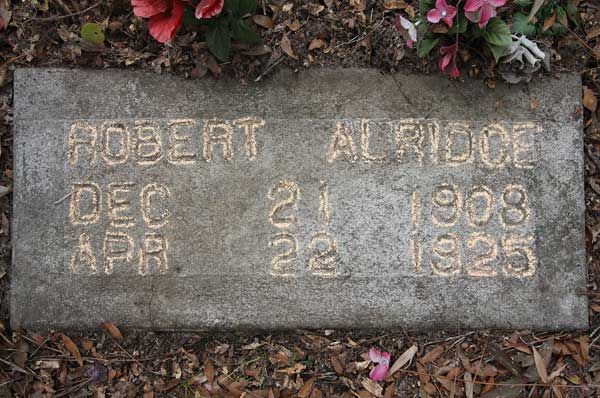 ROBERT ALRIDGE
DEC 21 1908
APR 22 1925